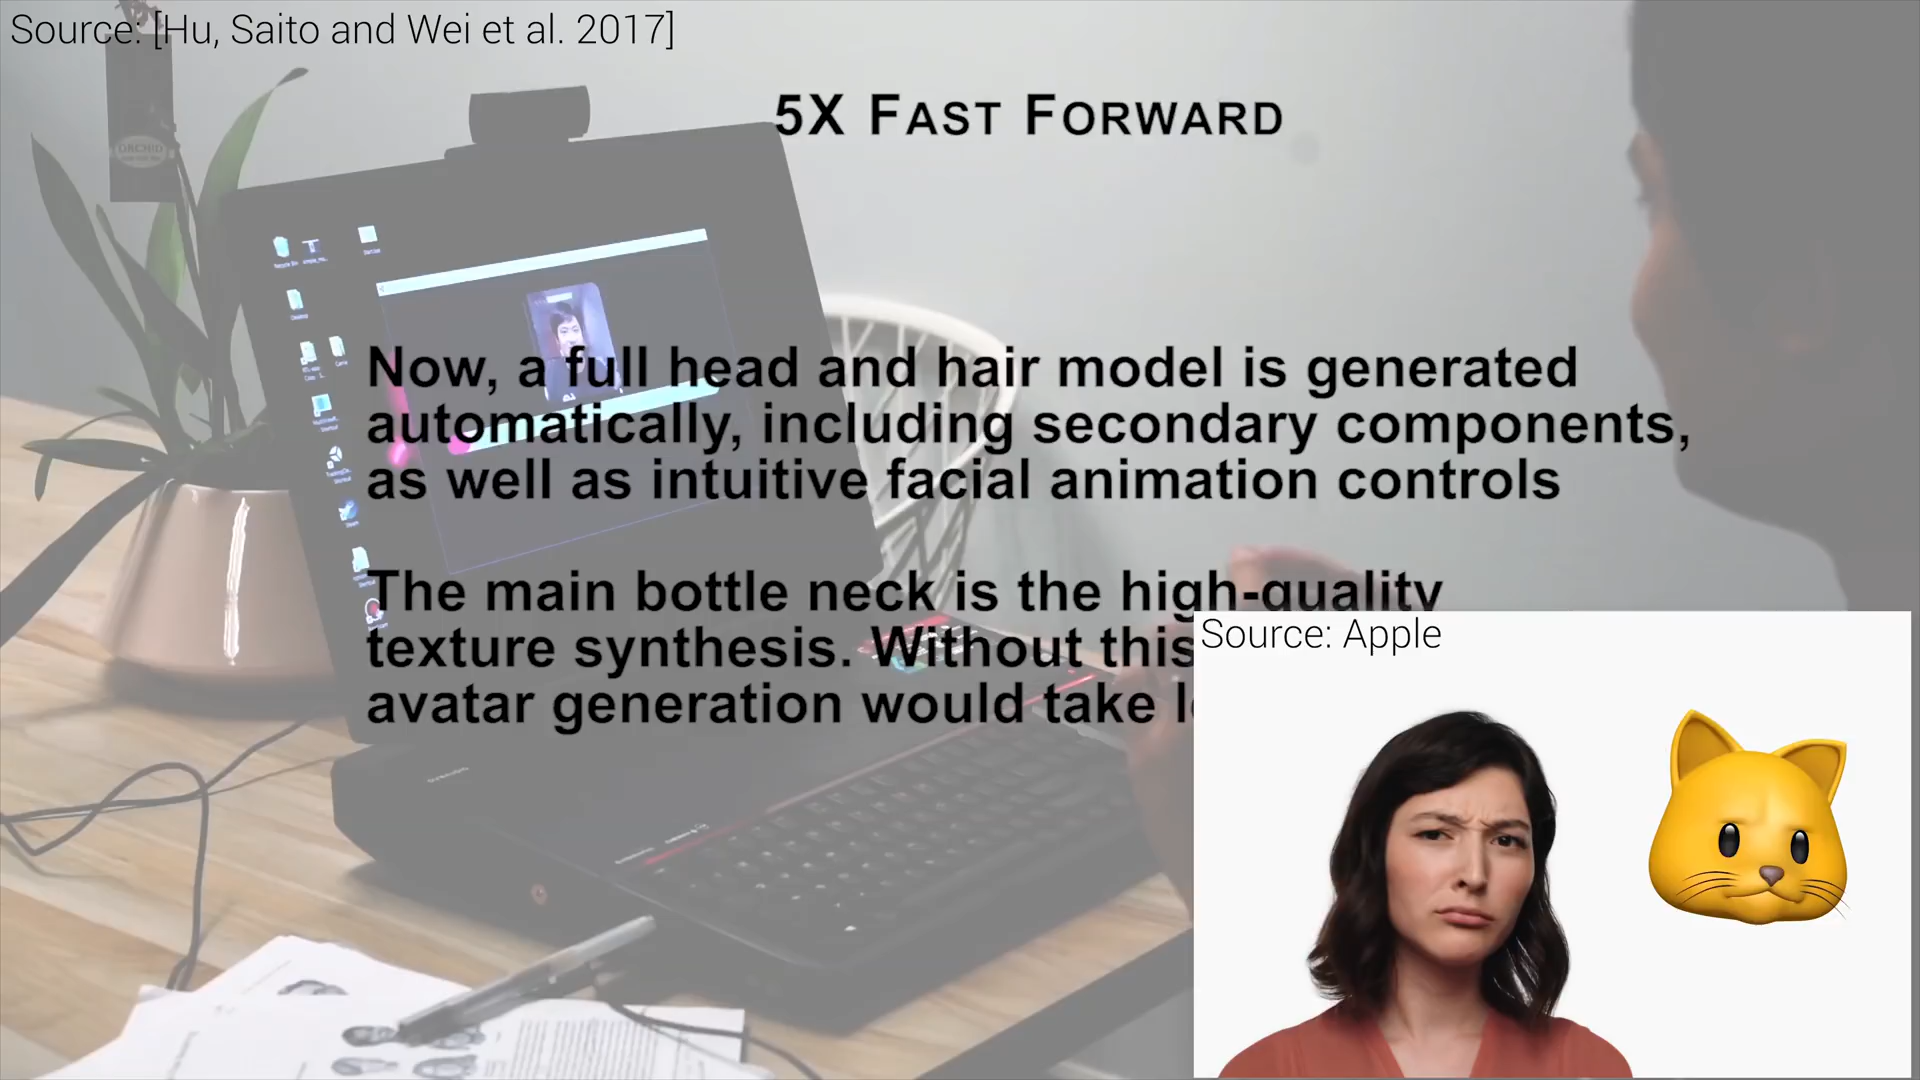 Source: [Hu, Saito and Wei et al. 2017]
5X FAST FORWARD
ORCHID
Now, a full head and hair model is generated
automatically, including secondary components,
as well as intuitive facial animation controls
The main bottle neck is the high-quality
texture synthesis. Without this
avatar generation would take
Source: Apple